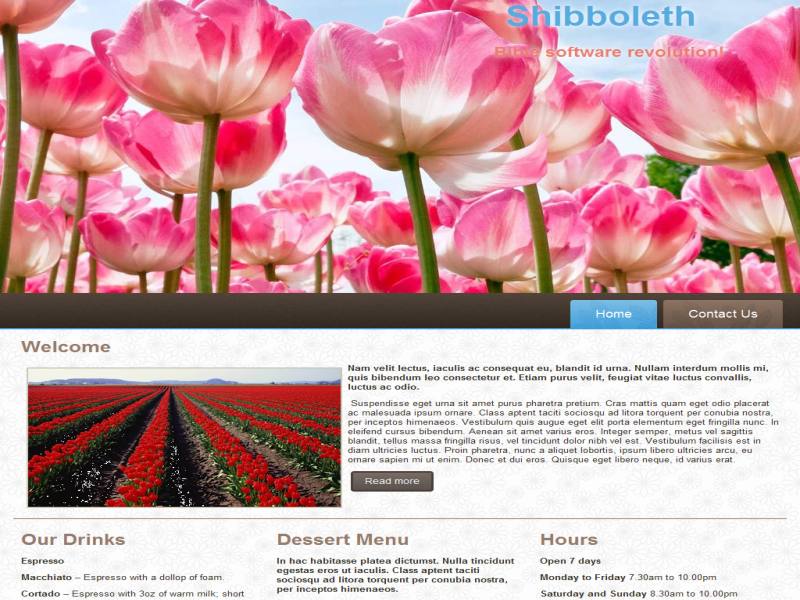 Shibboleth
Bible software revolution!
Home
Contact Us
Welcome
Nam velit lectus, iaculis ac consequat eu, blandit id urna. Nullam interdum mollis mi,
quis bibendum leo consectetur et. Etiam purus velit, feugiat vitae luctus convallis,
luctus ac odio.
Suspendisse eget urna sit amet purus pharetra pretium. Cras mattis quam eget odio placerat
ac malesuada ipsum ornare. Class aptent taciti sociosqu ad litora torquent per conubia nostra,
per inceptos himenaeos. Vestibulum quis augue eget elit porta elementum eget fringilla nunc. In
eleifend cursus bibendum. Aenean sit amet varius eros. Integer semper, metus vel sagittis
blandit, tellus massa fringilla risus, vel tincidunt dolor nibh vel est. Vestibulum facilisis est in
diam ultricies luctus. Proin pharetra, nunc a aliquet lobortis, ipsum libero ultricies arcu, eu
ornare sapien mi ut enim. Donec et dui eros. Quisque eget libero neque, id varius erat.
Read more
Our Drinks
Espresso
Macchiato – Espresso with a dollop of foam.
Cortado – Espresso with 3oz of warm milk; short
Dessert Menu
In hac habitasse platea dictumst. Nulla tincidunt
egestas eros ut iaculis. Class aptent taciti
sociosqu ad litora torquent per conubia nostra,
per inceptos himenaeos.
Hours
Open 7 days
Monday to Friday 7.30am to 10.00pm
Saturday and Sunday 8.30am to 10.00pm